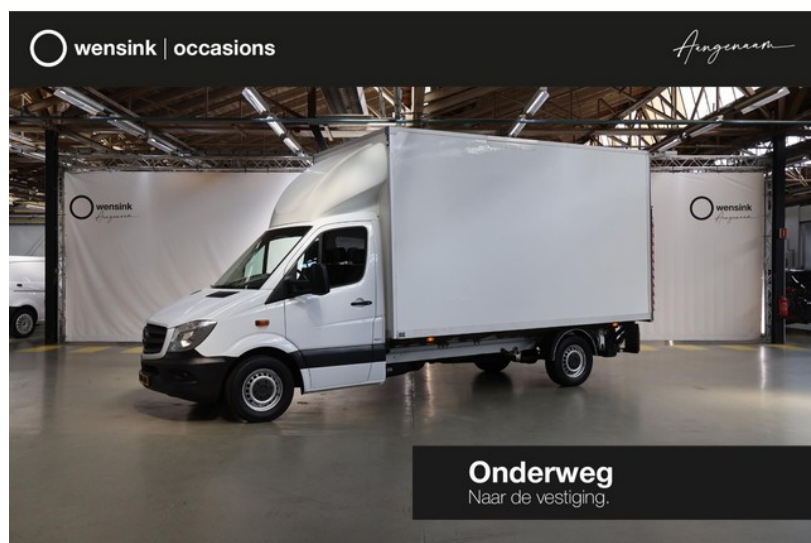 wensink | occasions
Aangenaam
wensink
Aangenaam
wensink
Aangenaam
Onderweg
Naar de vestiging.